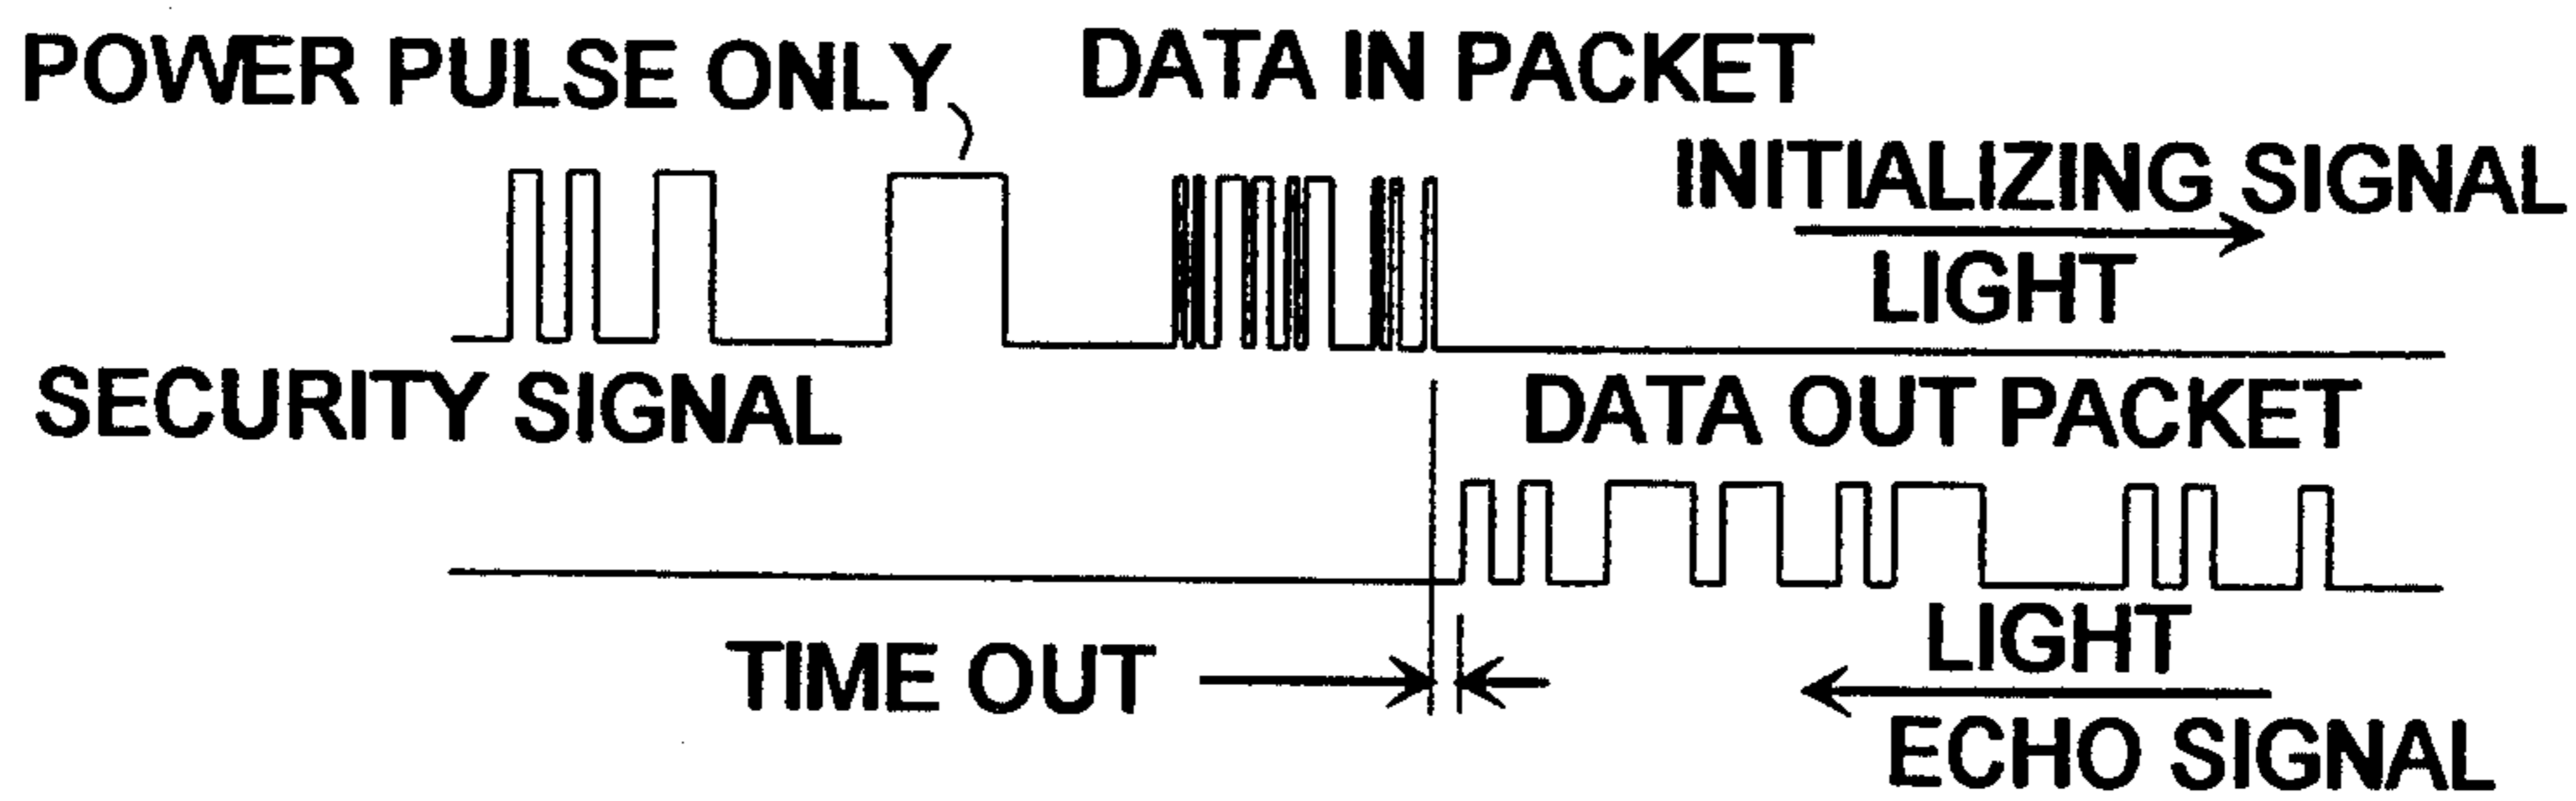 POWER PULSE ONLY
DATA IN PACKET
INITIALIZING SIGNAL
LIGHT
SECURITY SIGNAL
DATA OUT PACKET
TIME OUT
LIGHT
ECHO SIGNAL